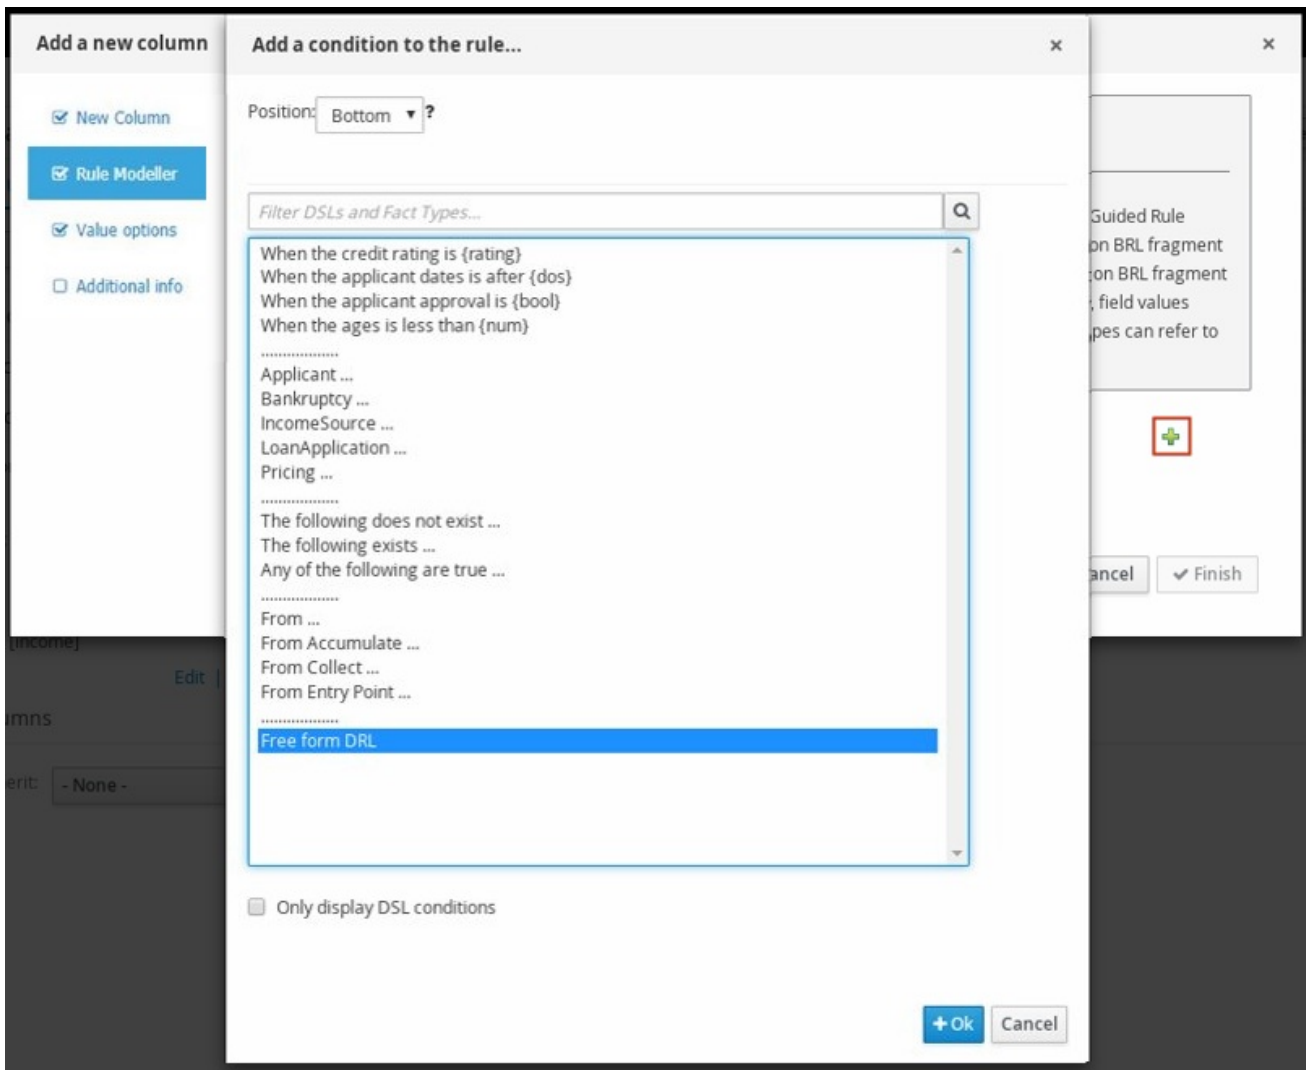 Add a new column
Add a condition to the rule...
×
×
New Column
Rule Modeller
Value options
Additional info
Position:
Bottom
?
Filter DSLs and Fact Types...
When the credit rating is {rating}
When the applicant dates is after {dos}
When the applicant approval is {bool}
When the ages is less than {num}
..................
Applicant ...
Bankruptcy ...
IncomeSource ...
LoanApplication ...
Pricing ...
..................
The following does not exist ...
The following exists ...
Any of the following are true ...
..................
From ...
From Accumulate ...
From Collect ...
From Entry Point ...
..................
Free form DRL
Only display DSL conditions
+ Ok
Cancel
Guided Rule
on BRL fragment
on BRL fragment
, field values
pes can refer to
ancel
Finish
[income]
Edit |
umns
erit:
- None -